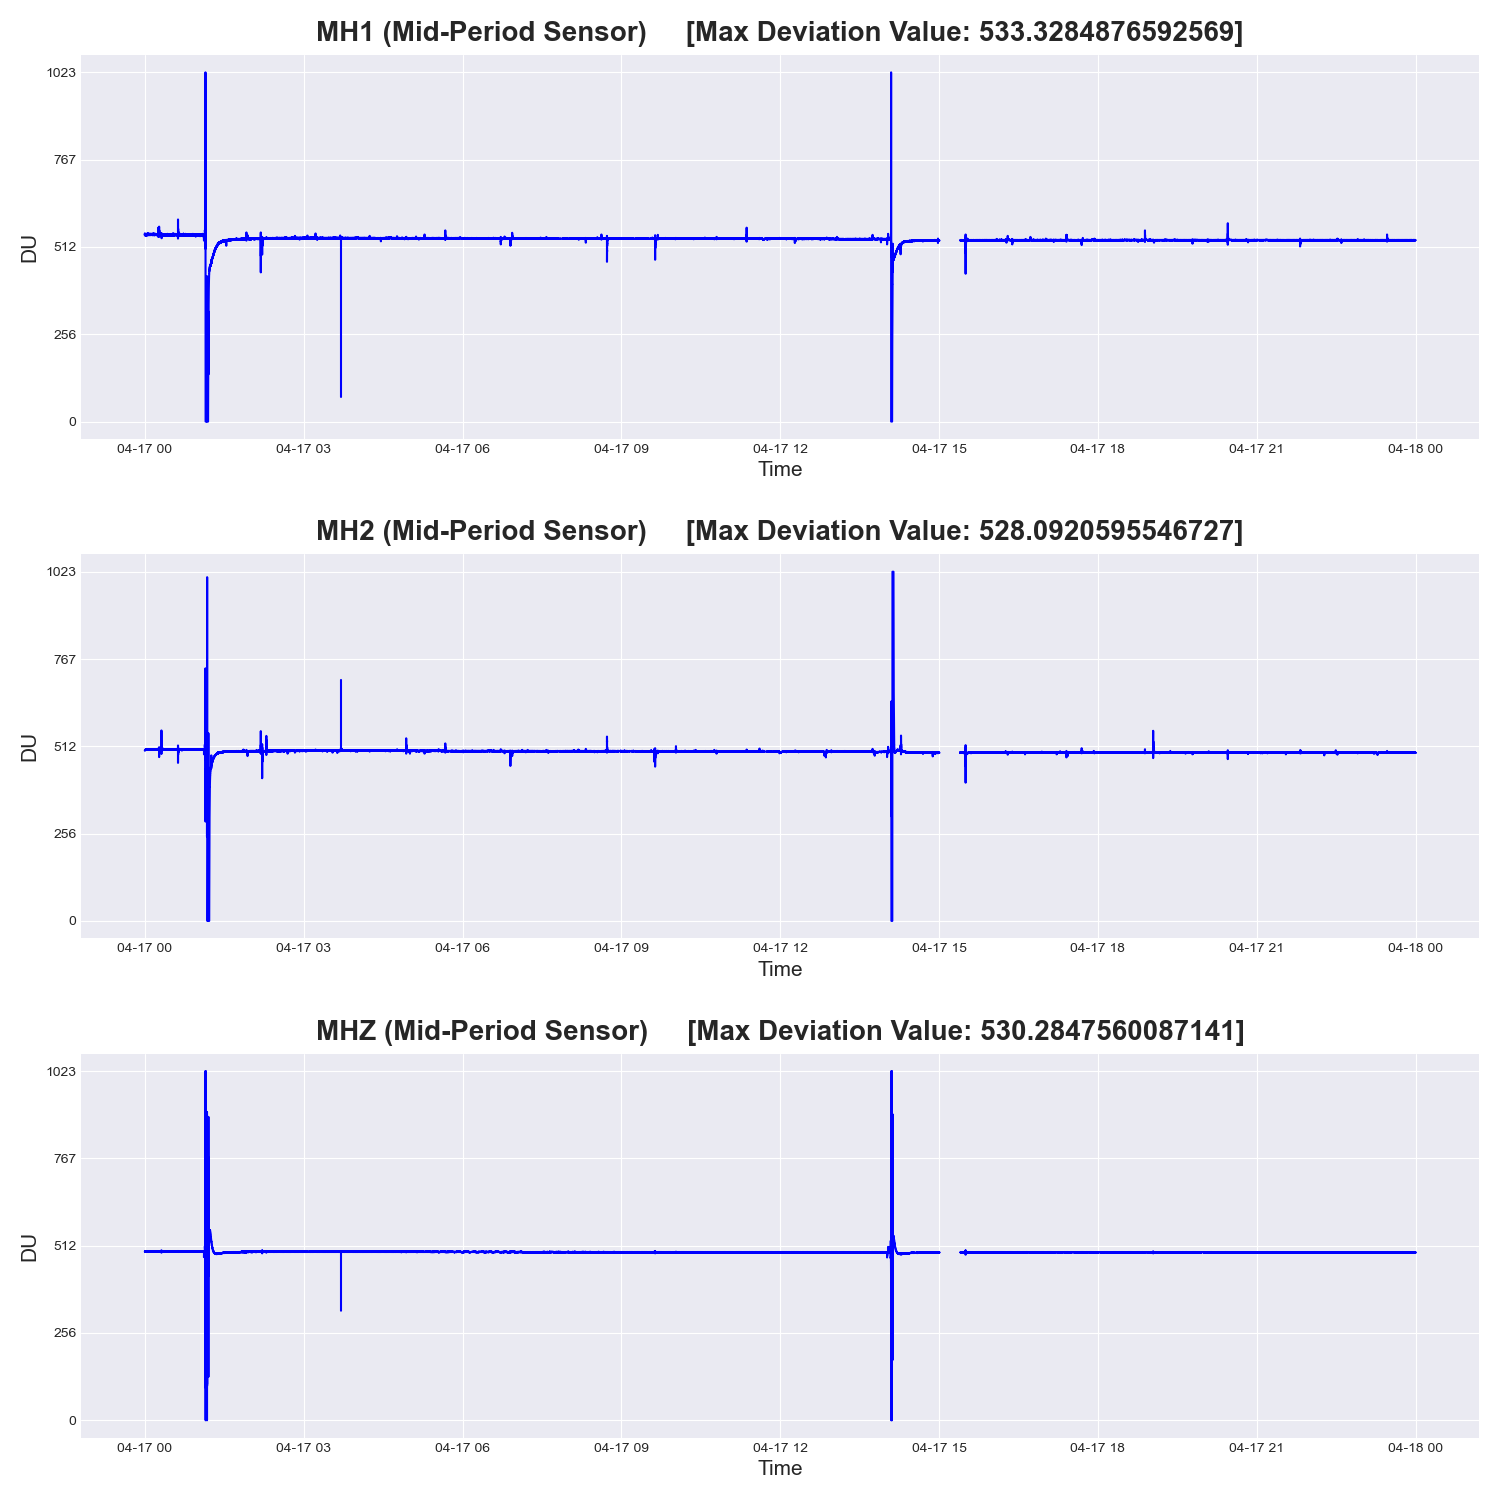 MH1 (Mid-Period Sensor) [Max Deviation Value: 533.3284876592569]
1023
767
512
256
0
DU
04-17 00 04-17 03 04-17 06 04-17 09 04-17 12 04-17 15 04-17 18 04-17 21 04-18 00
Time
MH2 (Mid-Period Sensor) [Max Deviation Value: 528.0920595546727]
1023
767
512
256
0
DU
04-17 00 04-17 03 04-17 06 04-17 09 04-17 12 04-17 15 04-17 18 04-17 21 04-18 00
Time
MHZ (Mid-Period Sensor) [Max Deviation Value: 530.2847560087141]
1023
767
512
256
0
DU
04-17 00 04-17 03 04-17 06 04-17 09 04-17 12 04-17 15 04-17 18 04-17 21 04-18 00
Time